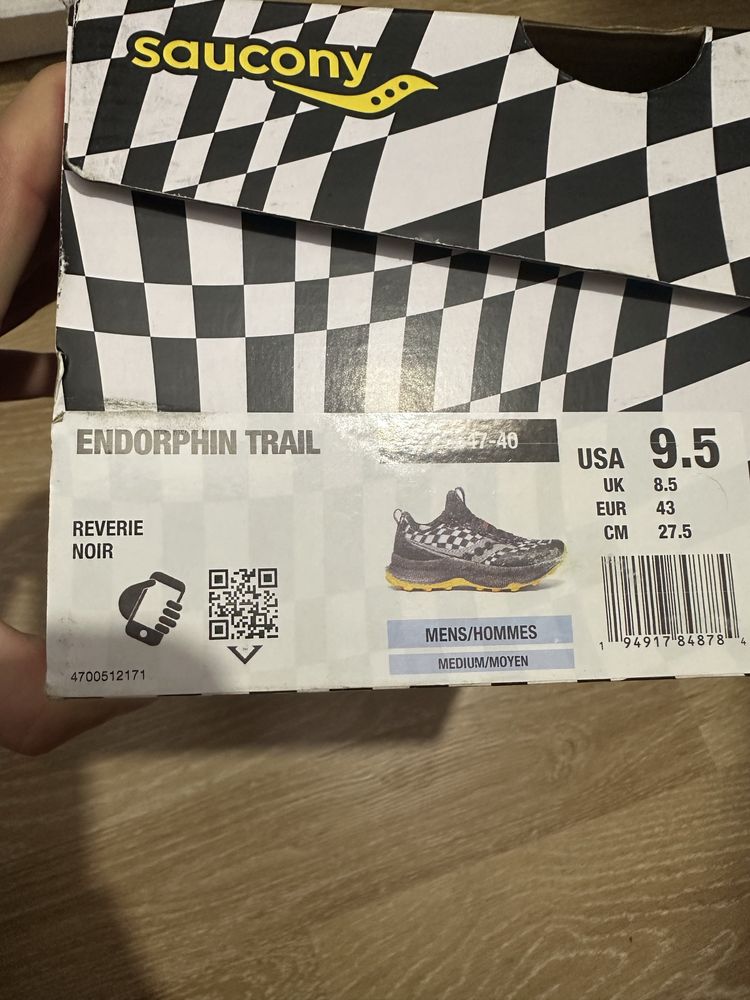 saucony
ENDORPHIN TRAIL
USA 9.5
UK 8.5
EUR 43
CM 27.5
REVERIE
NOIR
MENS/HOMMES
MEDIUM/MOYEN
1 94917 84878 4
4700512171